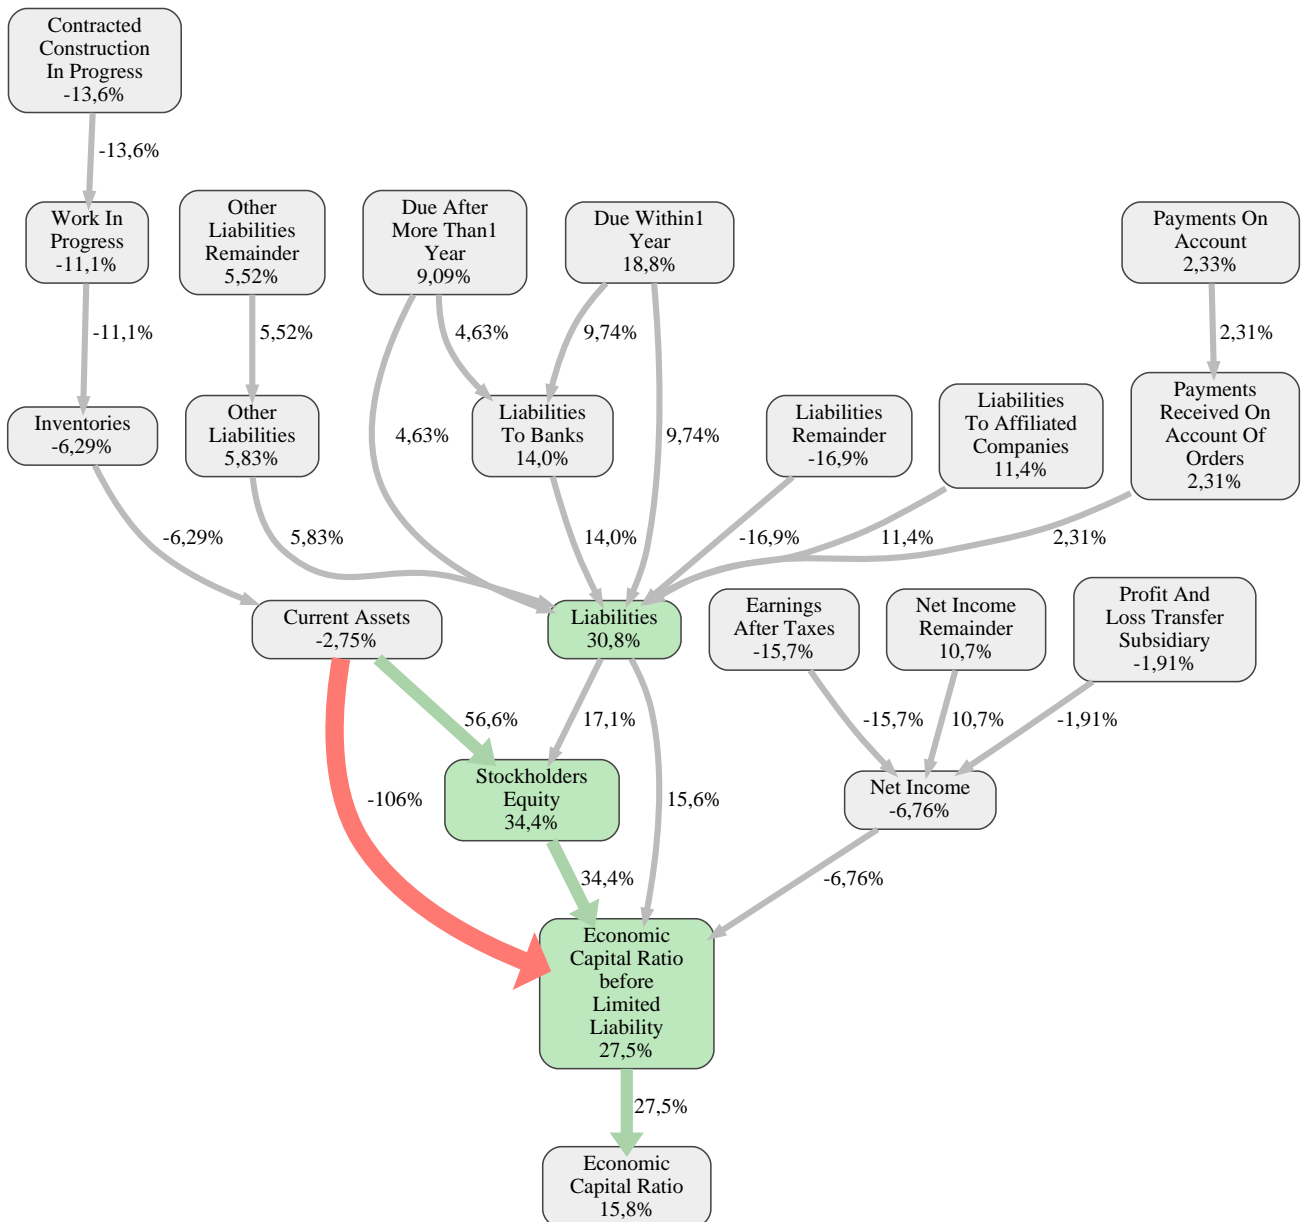 Contracted
Construction
In Progress
-13,6%
-13,6%
Work In
Progress
-11,1%
Other
Liabilities
Remainder
5,52%
Due After
More Than1
Year
9,09%
Due Within1
Year
18,8%
Payments On
Account
2,33%
-11,1%
5,52%
4,63%
9,74%
2,31%
Inventories
-6,29%
Other
Liabilities
5,83%
4,63%
Liabilities
To Banks
14,0%
9,74%
Liabilities
Remainder
-16,9%
Liabilities
To Affiliated
Companies
11,4%
Payments
Received On
Account Of
Orders
2,31%
-6,29%
5,83%
14,0%
-16,9%
11,4%
2,31%
Current Assets
-2,75%
Liabilities
30,8%
Earnings
After Taxes
-15,7%
Net Income
Remainder
10,7%
Profit And
Loss Transfer
Subsidiary
-1,91%
56,6%
17,1%
-15,7%
10,7%
-1,91%
-106%
Stockholders
Equity
34,4%
15,6%
Net Income
-6,76%
34,4%
-6,76%
Economic
Capital Ratio
before
Limited
Liability
27,5%
27,5%
Economic
Capital Ratio
15,8%